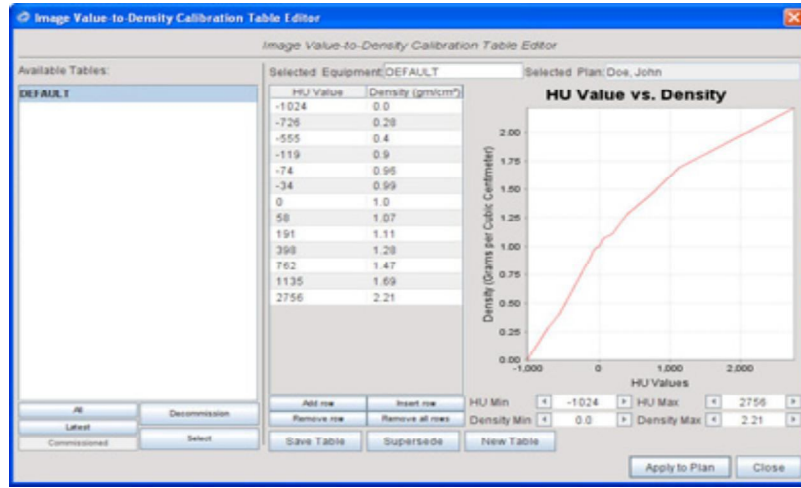 Image Value-to-Density Calibration Table Editor
Image Value-to-Density Calibration Table Editor
Available Tables:
DEFAULT
Selected Equipment: DEFAULT
Selected Plan: Doe, John
HU Value Density (gm/cm³)
-1024 0.0
-726 0.28
-555 0.4
-119 0.9
-74 0.96
-34 0.99
0 1.0
58 1.07
191 1.11
398 1.28
762 1.47
1135 1.69
2756 2.21
HU Value vs. Density
Density (Grams per Cubic Centimeter)
2.00
1.75
1.50
1.25
1.00
0.75
0.50
0.25
0.00
-1,000 0 1,000 2,000
HU Values
All
Latest
Commissioned
Decommission
Select
Add row Insert row
Remove row Remove all rows
HU Min -1024 HU Max 2756
Density Min 0.0 Density Max 2.21
Save Table Supersede New Table
Apply to Plan Close